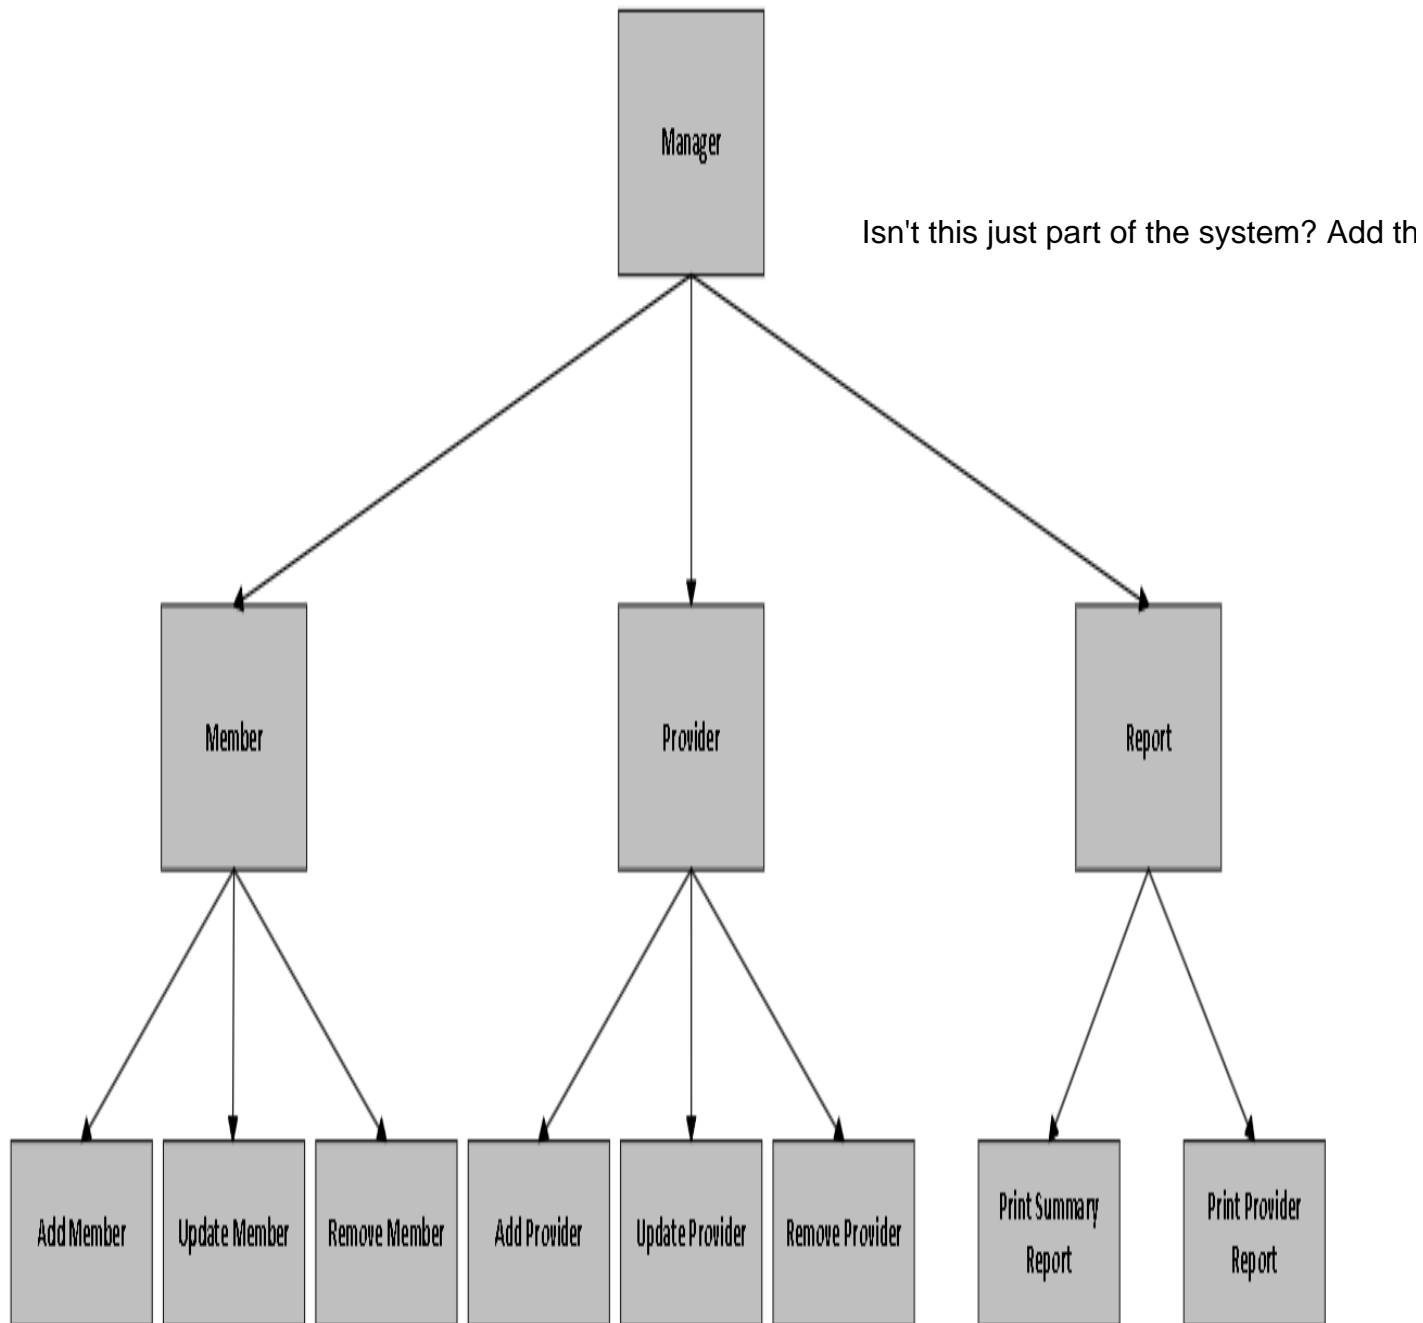 Manager
Isn't this just part of the system? Add th
Member
Provider
Report
Add Member
Update Member
Remove Member
Add Provider
Update Provider
Remove Provider
Print Summary
Report
Print Provider
Report